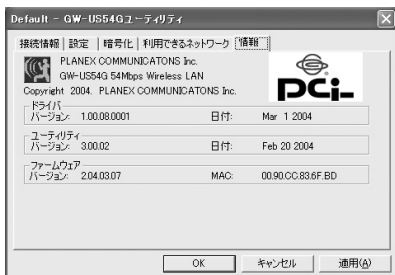 Default - GW-US54Gユーティリティ
接続情報 設定 暗号化 利用できるネットワーク 情報
PLANEX COMMUNICATONS Inc.
GW-US54G 54Mbps Wireless LAN
Copyright 2004. PLANEX COMMUNICATONS Inc.
PCi
ドライバ
バージョン: 1.00.08.0001 日付: Mar 1 2004
ユーティリティ
バージョン: 3.00.02 日付: Feb 20 2004
ファームウェア
バージョン: 2.04.03.07 MAC: 00.90.CC.83.6F.BD
OK キャンセル 適用(A)